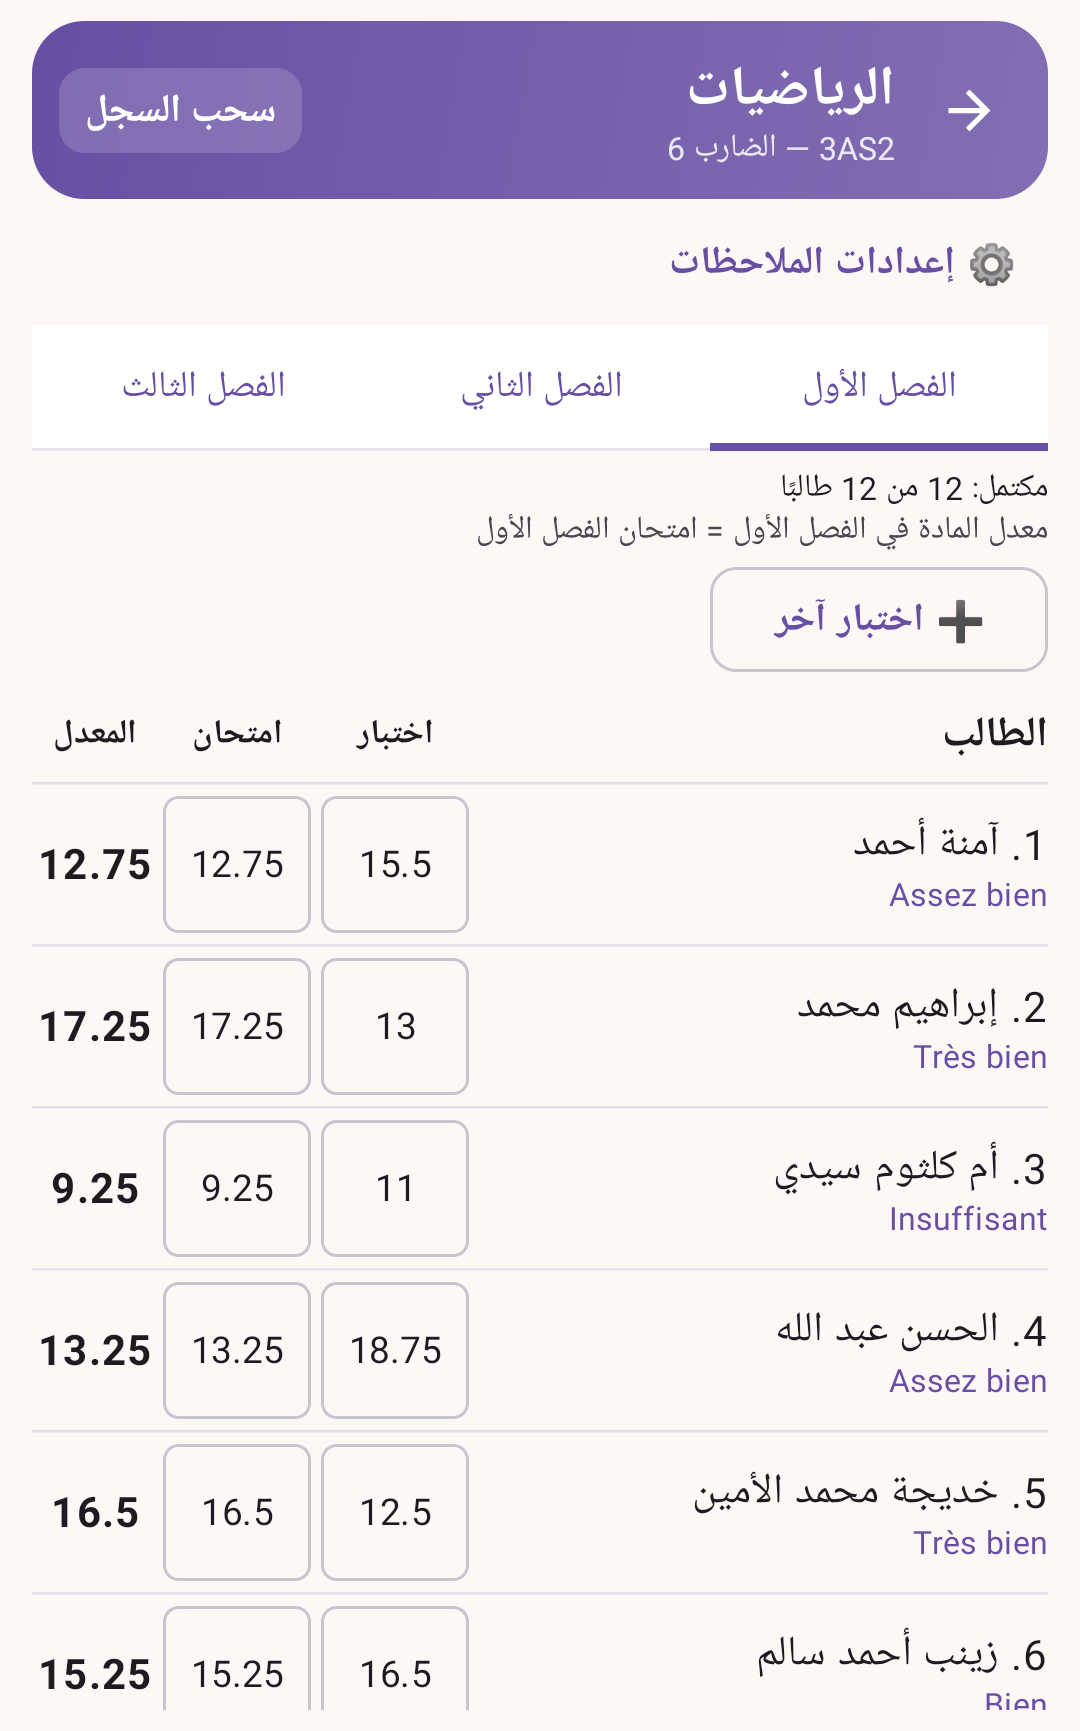 الرياضيات
3AS2 — الضارب 6
سحب السجل
إعدادات الملاحظات
الفصل الأول
الفصل الثاني
الفصل الثالث
مكتمل: 12 من 12 طالبًا
معدل المادة في الفصل الأول = امتحان الفصل الأول
➕ اختبار آخر
الطالب اختبار امتحان المعدل
1. آمنة أحمد
Assez bien
15.5 12.75 12.75
2. إبراهيم محمد
Très bien
13 17.25 17.25
3. أم كلثوم سيدي
Insuffisant
11 9.25 9.25
4. الحسن عبد الله
Assez bien
18.75 13.25 13.25
5. خديجة محمد الأمين
Très bien
12.5 16.5 16.5
6. زينب أحمد سالم
Bien
16.5 15.25 15.25